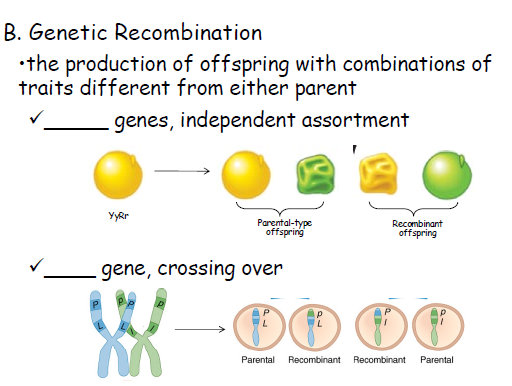 B. Genetic Recombination
•the production of offspring with combinations of
traits different from either parent
✓_____ genes, independent assortment
YyRr
Parental-type
offspring
Recombinant
offspring
✓____ gene, crossing over
P P P P
L L l l
P P P P
L L l l
Parental Recombinant Recombinant Parental